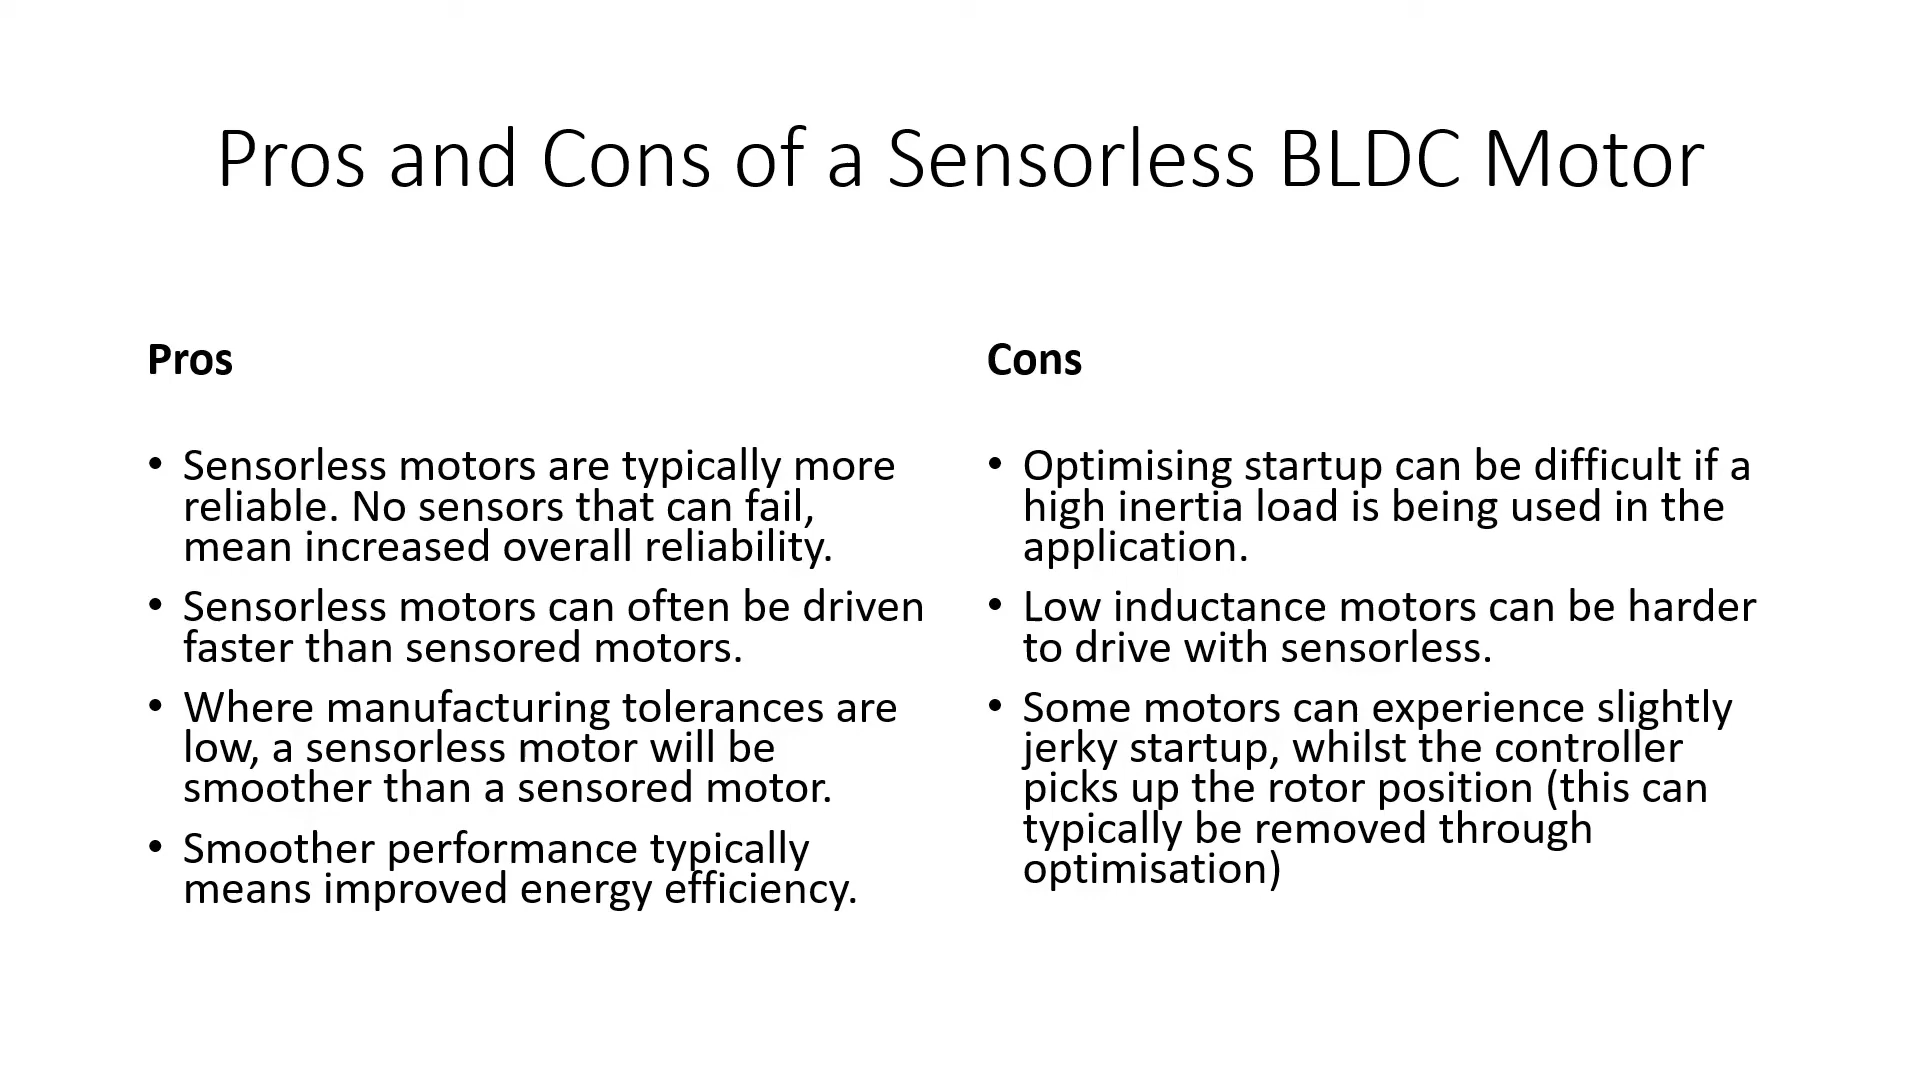 Pros and Cons of a Sensorless BLDC Motor
Pros
• Sensorless motors are typically more
reliable. No sensors that can fail,
mean increased overall reliability.
• Sensorless motors can often be driven
faster than sensored motors.
• Where manufacturing tolerances are
low, a sensorless motor will be
smoother than a sensored motor.
• Smoother performance typically
means improved energy efficiency.
Cons
• Optimising startup can be difficult if a
high inertia load is being used in the
application.
• Low inductance motors can be harder
to drive with sensorless.
• Some motors can experience slightly
jerky startup, whilst the controller
picks up the rotor position (this can
typically be removed through
optimisation)